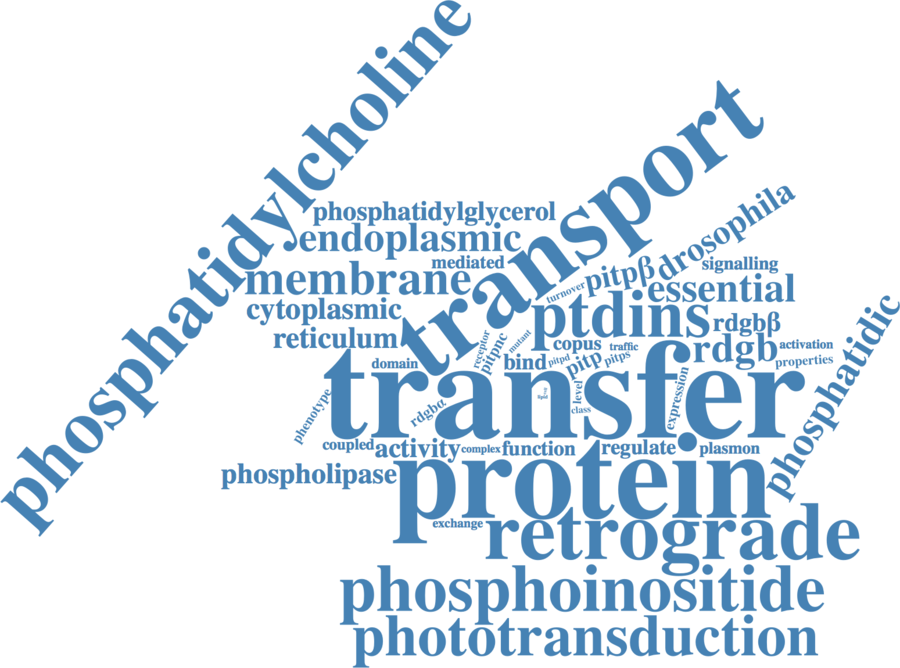 phosphatidylcholine
transport
phosphatidylglycerol
drosophila
endoplasmic
mediated
signalling
membrane
pitpβ
essential
turnover
cytoplasmic
ptdins
rdgbβ
reticulum
receptor
pitpnc
mutant
copus
traffic
rdgb
activation
phosphatidic
domain
bind
pitpd
pitp
pitps
properties
transfer
level
class
expression
phenotype
rdgbα
coupled
activity
complex
function
regulate
plasmon
phospholipase
protein
exchange
retrograde
phosphoinositide
phototransduction